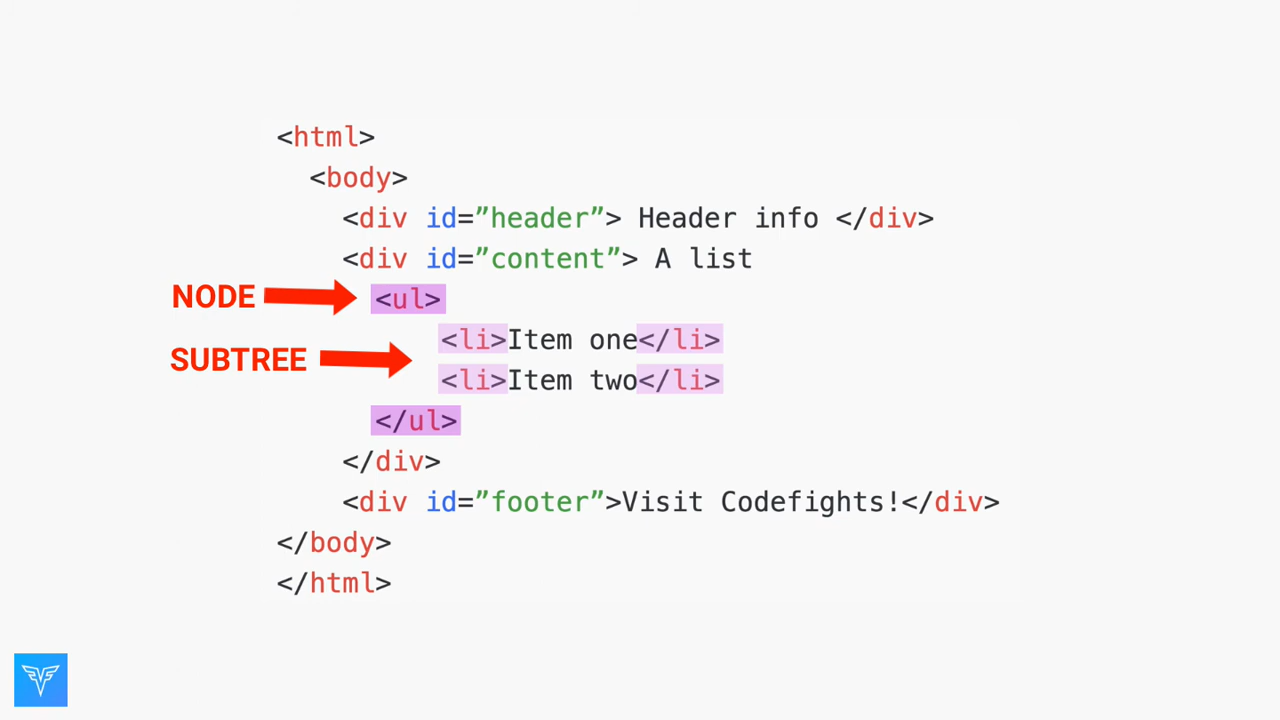 <html>
<body>
<div id=”header”> Header info </div>
<div id=”content”> A list
NODE
<ul>
<li>Item one</li>
SUBTREE
<li>Item two</li>
</ul>
</div>
<div id=”footer”>Visit Codefights!</div>
</body>
</html>